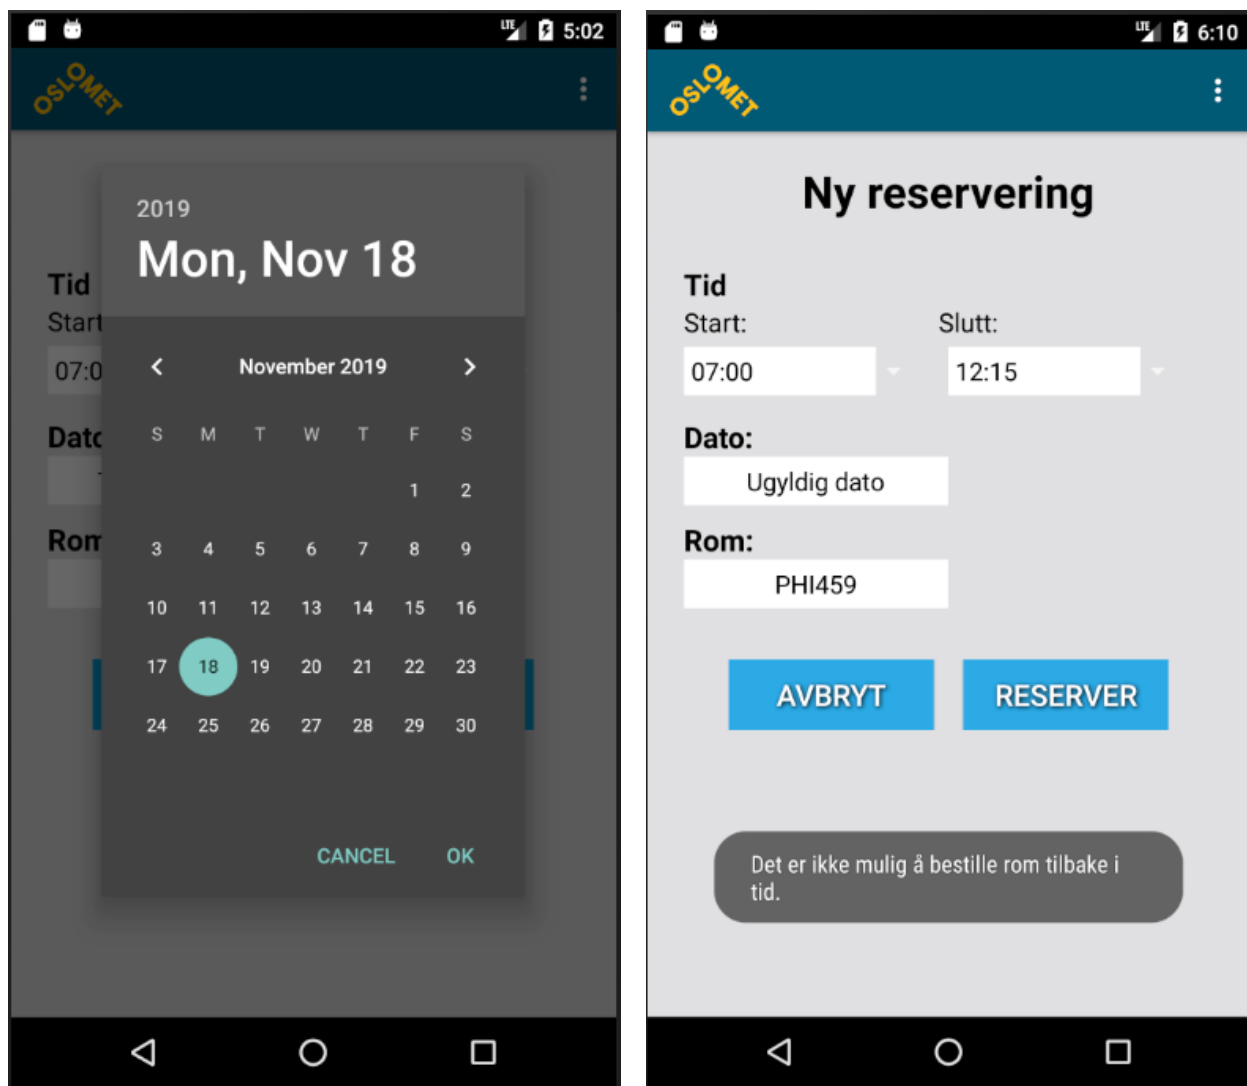 LTE 5:02
OSLOMET
2019
Mon, Nov 18
Tid
Start
07:0
Dato
Rom
November 2019
S M T W T F S
1 2
3 4 5 6 7 8 9
10 11 12 13 14 15 16
17 18 19 20 21 22 23
24 25 26 27 28 29 30
CANCEL OK
LTE 6:10
OSLOMET
Ny reservering
Tid
Start: Slutt:
07:00 12:15
Dato:
Ugyldig dato
Rom:
PHI459
AVBRYT RESERVER
Det er ikke mulig å bestille rom tilbake i
tid.